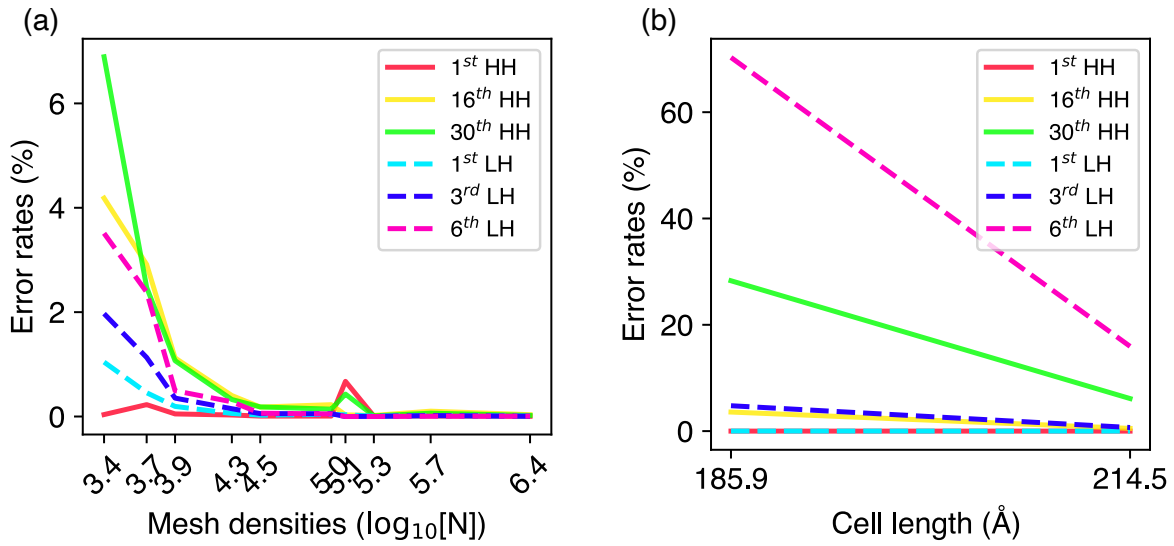 (a)
Error rates (%)
6
4
2
0
1st HH
16th HH
30th HH
1st LH
3rd LH
6th LH
3.4
3.7
3.9
4.3
4.5
5.0
5.1
5.3
5.7
6.4
Mesh densities (log10[N])
(b)
Error rates (%)
60
40
20
0
1st HH
16th HH
30th HH
1st LH
3rd LH
6th LH
185.9
214.5
Cell length (Å)